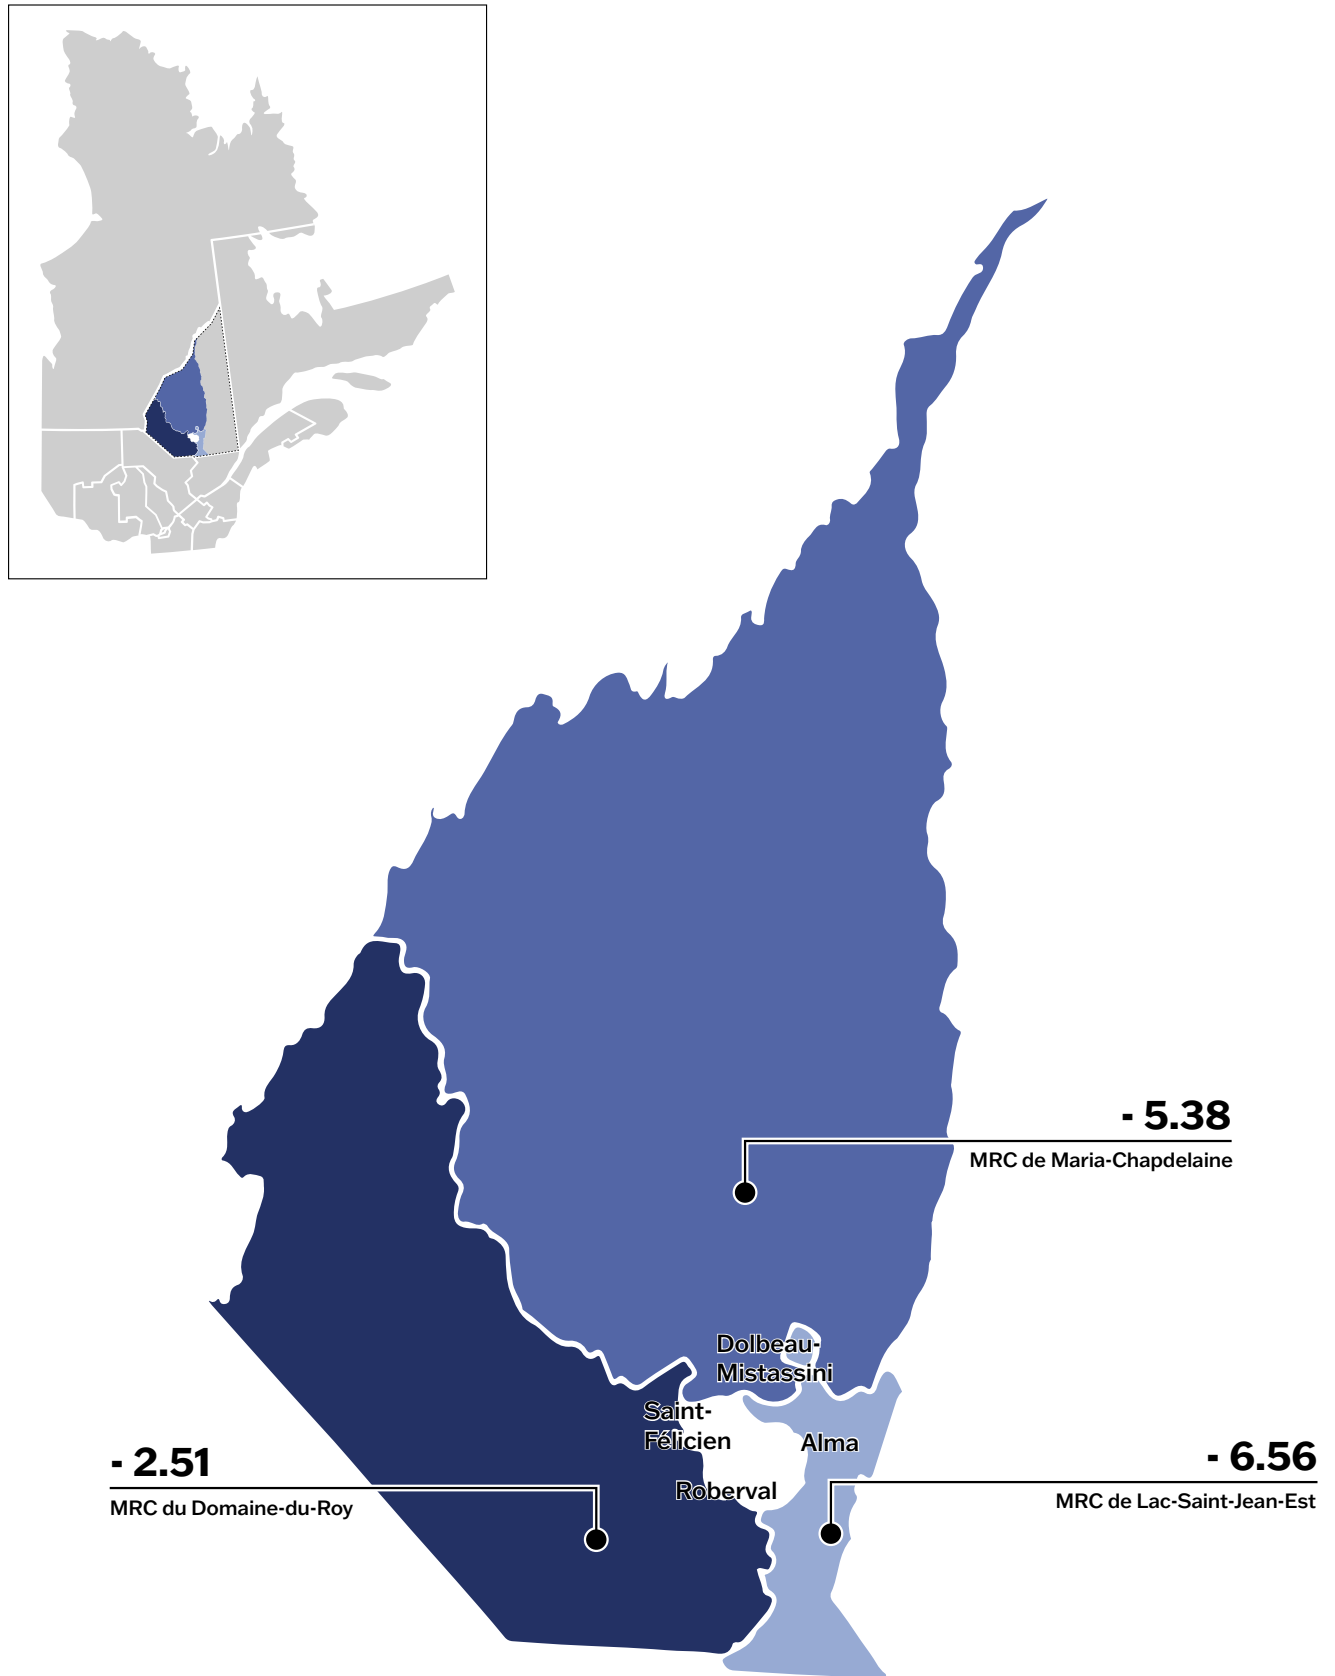 - 5.38
MRC de Maria-Chapdelaine
Dolbeau-
Mistassini
Saint-
Félicien
Alma
Roberval
- 2.51
MRC du Domaine-du-Roy
- 6.56
MRC de Lac-Saint-Jean-Est